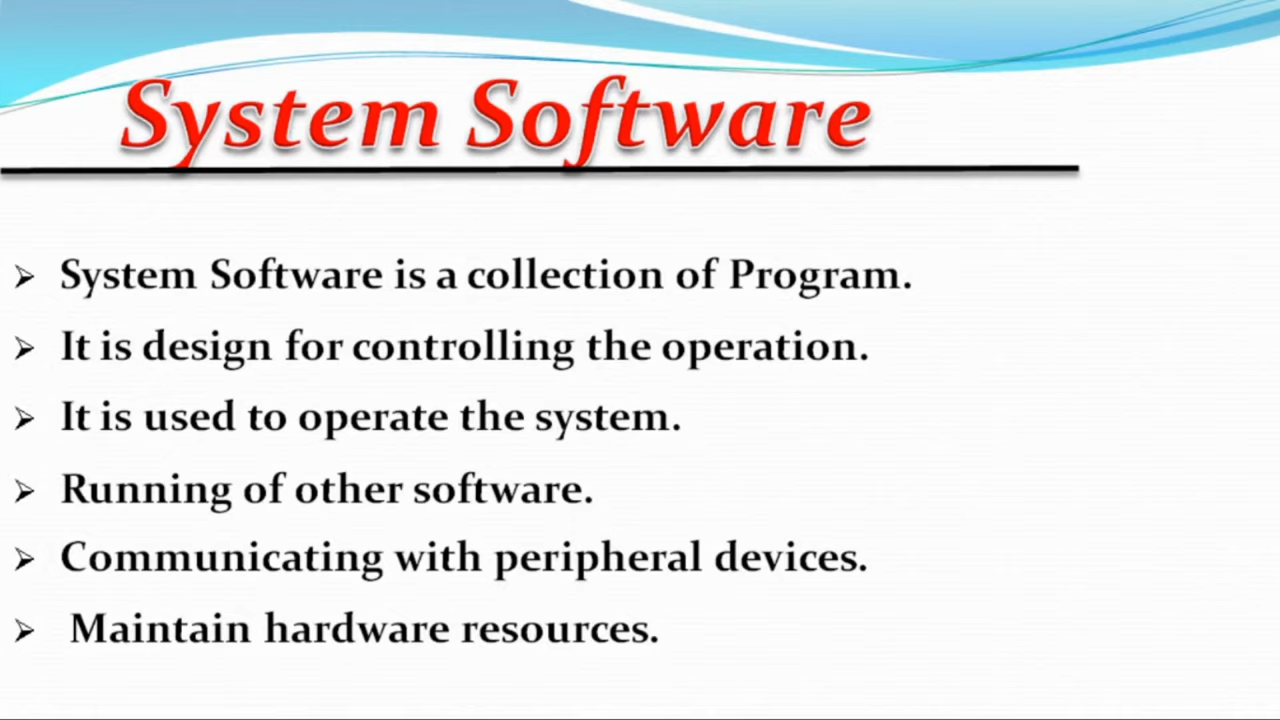 System Software
➢ System Software is a collection of Program.
➢ It is design for controlling the operation.
➢ It is used to operate the system.
➢ Running of other software.
➢ Communicating with peripheral devices.
➢ Maintain hardware resources.